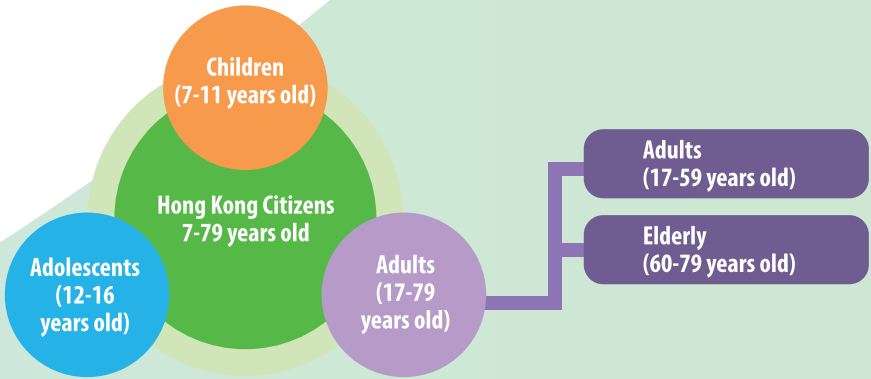 Children
(7-11 years old)
Hong Kong Citizens
7-79 years old
Adolescents
(12-16
years old)
Adults
(17-79
years old)
Adults
(17-59 years old)
Elderly
(60-79 years old)